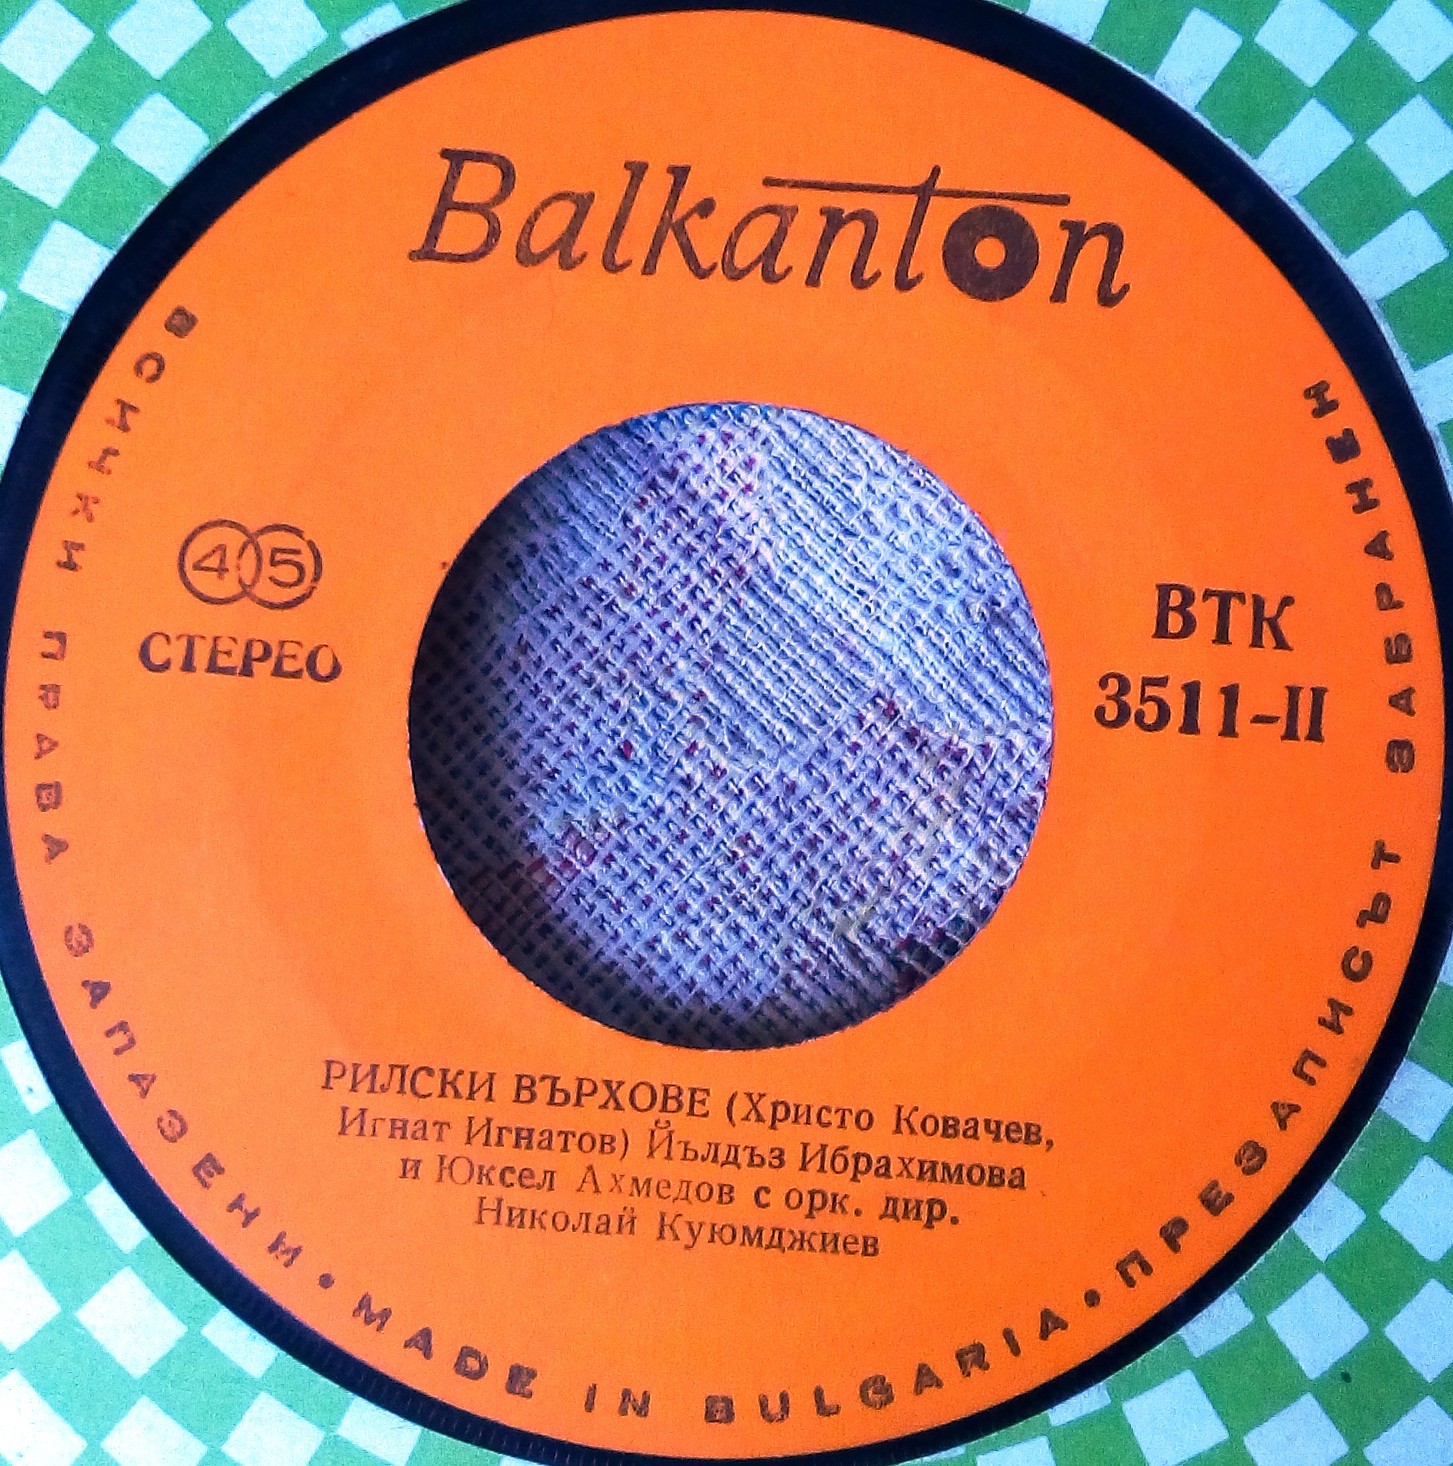 Balkanton
45
СТЕРЕО
ВТК
3511-II
РИЛСКИ ВЪРХОВЕ (Христо Ковачев,
Игнат Игнатов) Йълдъз Ибрахимова
и Юксел Ахмедов с орк. дир.
Николай Куюмджиев
ВСИЧКИ ПРАВА ЗАПАЗЕНИ • MADE IN BULGARIA • ПРЕЗАПИСЪТ ЗАБРАНЕН